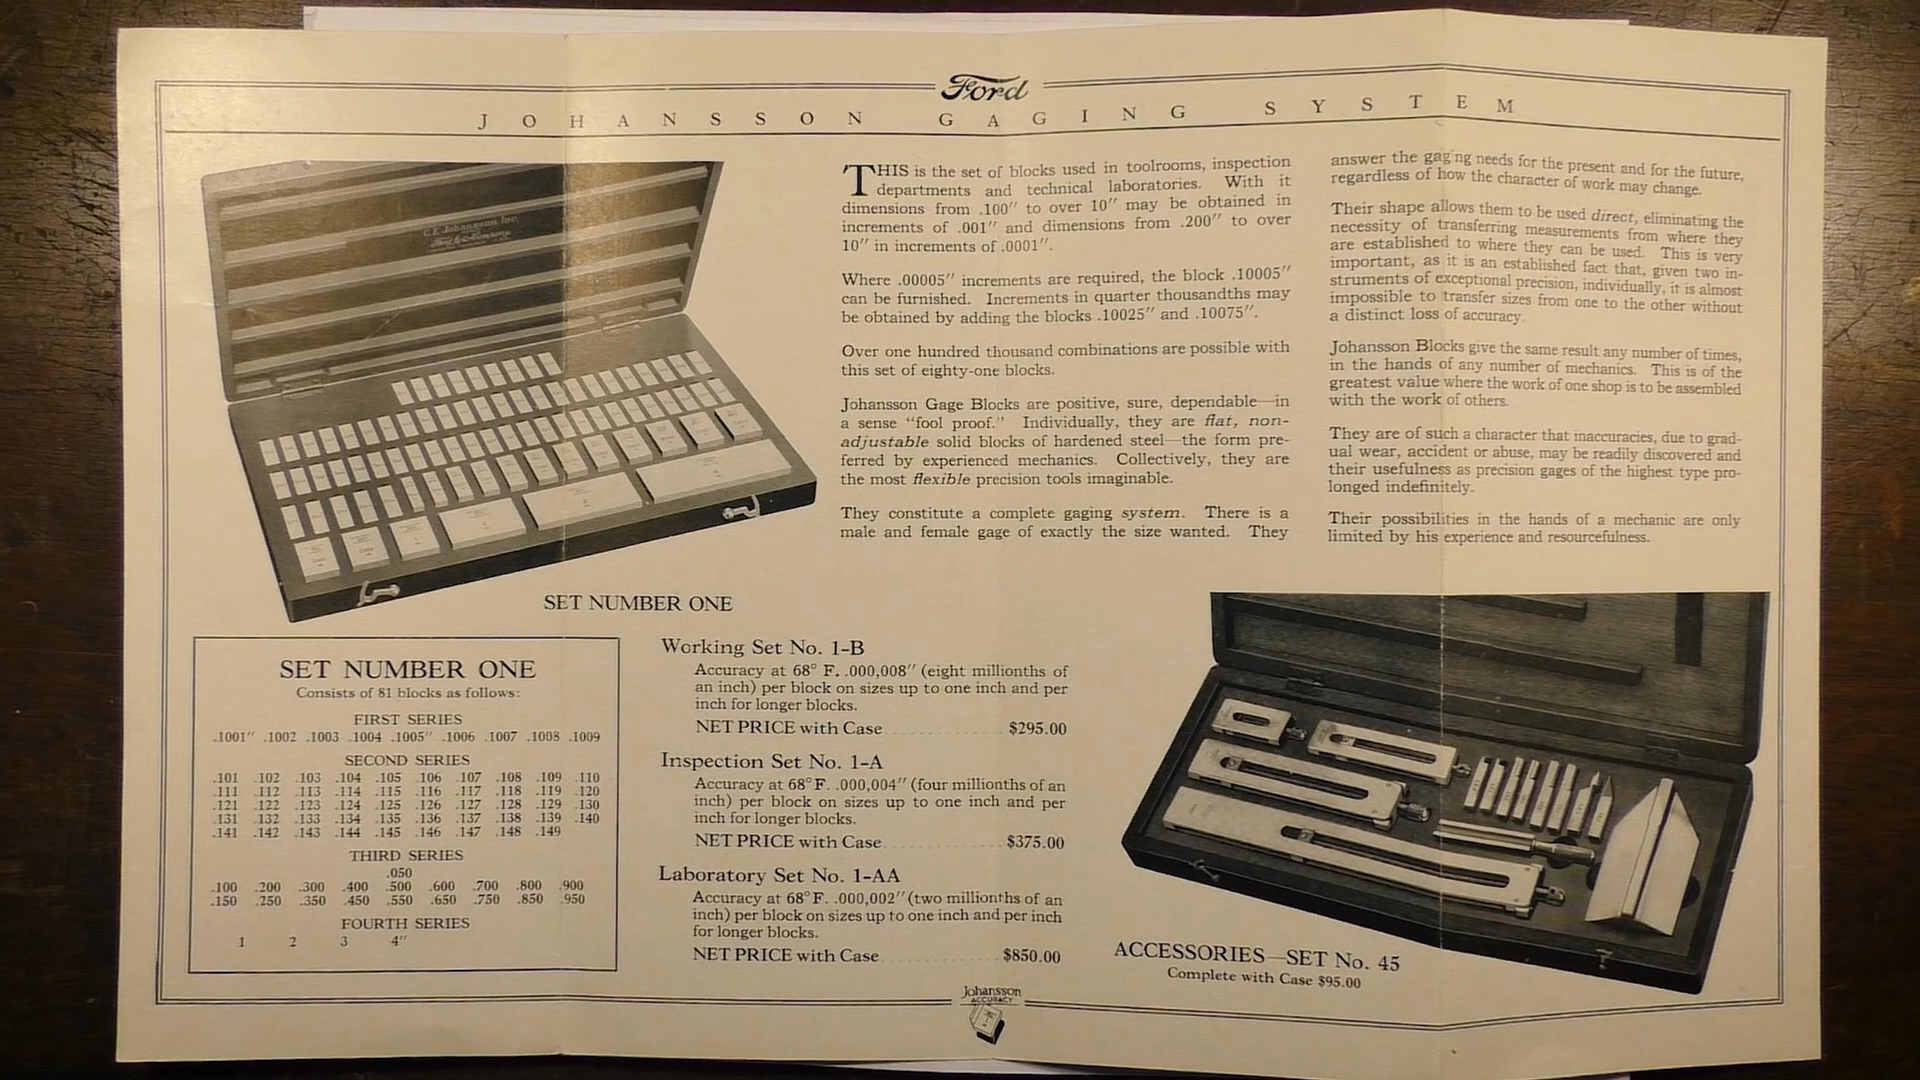 Ford
JOHANSSON GAGING SYSTEM
C.E. Johansson, Inc.
THIS is the set of blocks used in toolrooms, inspection
departments and technical laboratories. With it
dimensions from .100″ to over 10″ may be obtained in
increments of .001″ and dimensions from .200″ to over
10″ in increments of .0001″.
Where .00005″ increments are required, the block .10005″
can be furnished. Increments in quarter thousandths may
be obtained by adding the blocks .10025″ and .10075″.
Over one hundred thousand combinations are possible with
this set of eighty-one blocks.
Johansson Gage Blocks are positive, sure, dependable—in
a sense “fool proof.” Individually, they are flat, non-
adjustable solid blocks of hardened steel—the form pre-
ferred by experienced mechanics. Collectively, they are
the most flexible precision tools imaginable.
They constitute a complete gaging system. There is a
male and female gage of exactly the size wanted. They
answer the gaging needs for the present and for the future,
regardless of how the character of work may change.
Their shape allows them to be used direct, eliminating the
necessity of transferring measurements from where they
are established to where they can be used. This is very
important, as it is an established fact that, given two in-
struments of exceptional precision, individually, it is almost
impossible to transfer sizes from one to the other without
a distinct loss of accuracy.
Johansson Blocks give the same result any number of times,
in the hands of any number of mechanics. This is of the
greatest value where the work of one shop is to be assembled
with the work of others.
They are of such a character that inaccuracies, due to grad-
ual wear, accident or abuse, may be readily discovered and
their usefulness as precision gages of the highest type pro-
longed indefinitely.
Their possibilities in the hands of a mechanic are only
limited by his experience and resourcefulness.
SET NUMBER ONE
SET NUMBER ONE
Consists of 81 blocks as follows:
FIRST SERIES
.1001″ .1002 .1003 .1004 .1005″ .1006 .1007 .1008 .1009
SECOND SERIES
.101 .102 .103 .104 .105 .106 .107 .108 .109 .110
.111 .112 .113 .114 .115 .116 .117 .118 .119 .120
.121 .122 .123 .124 .125 .126 .127 .128 .129 .130
.131 .132 .133 .134 .135 .136 .137 .138 .139 .140
.141 .142 .143 .144 .145 .146 .147 .148 .149
THIRD SERIES
.050
.100 .200 .300 .400 .500 .600 .700 .800 .900
.150 .250 .350 .450 .550 .650 .750 .850 .950
FOURTH SERIES
1 2 3 4″
Working Set No. 1-B
Accuracy at 68° F. .000,008″ (eight millionths of
an inch) per block on sizes up to one inch and per
inch for longer blocks.
NET PRICE with Case . . . . . . . . . . . . $295.00
Inspection Set No. 1-A
Accuracy at 68° F. .000,004″ (four millionths of an
inch) per block on sizes up to one inch and per
inch for longer blocks.
NET PRICE with Case . . . . . . . . . . . . $375.00
Laboratory Set No. 1-AA
Accuracy at 68° F. .000,002″ (two millionths of an
inch) per block on sizes up to one inch and per inch
for longer blocks.
NET PRICE with Case . . . . . . . . . . . . $850.00
ACCESSORIES—SET No. 45
Complete with Case $95.00
Johansson
ACCURACY